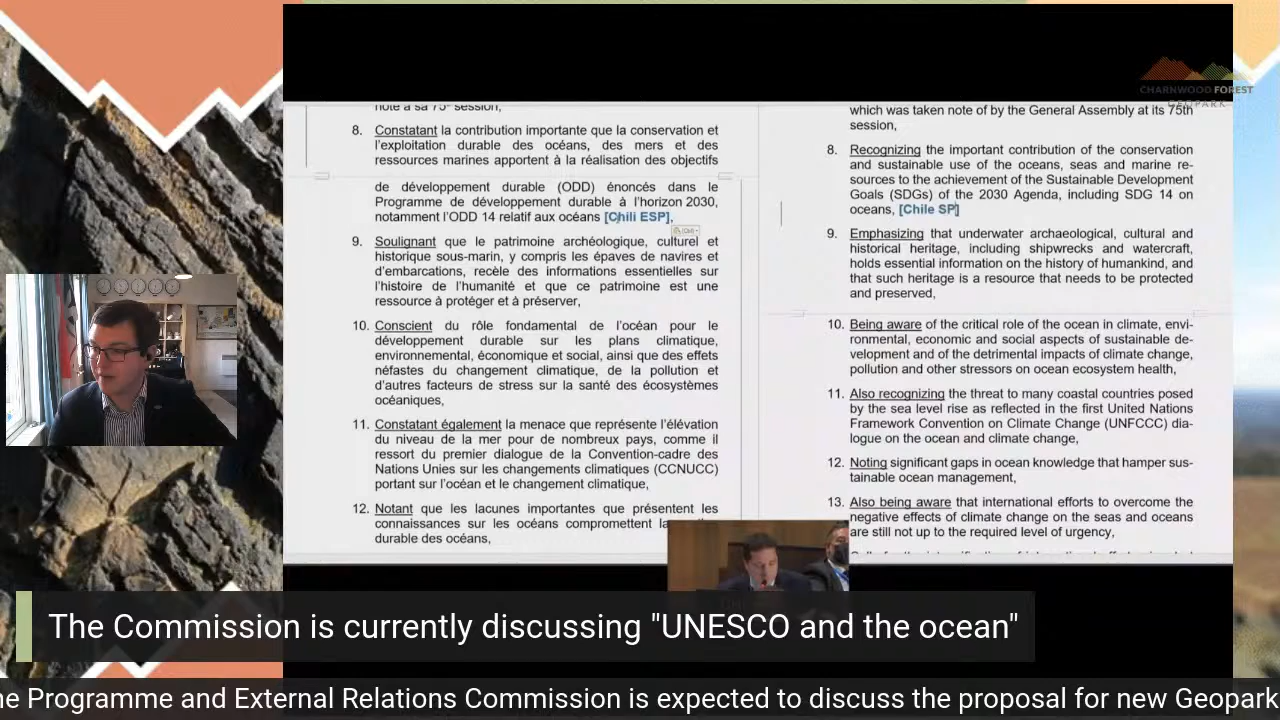 CHARNWOOD FOREST
GEOPARK
note à sa 75e session,
8. Constatant la contribution importante que la conservation et
l'exploitation durable des océans, des mers et des
ressources marines apportent à la réalisation des objectifs
de développement durable (ODD) énoncés dans le
Programme de développement durable à l'horizon 2030,
notamment l'ODD 14 relatif aux océans [Chili ESP],
9. Soulignant que le patrimoine archéologique, culturel et
historique sous-marin, y compris les épaves de navires et
d'embarcations, recèle des informations essentielles sur
l'histoire de l'humanité et que ce patrimoine est une
ressource à protéger et à préserver,
10. Conscient du rôle fondamental de l'océan pour le
développement durable sur les plans climatique,
environnemental, économique et social, ainsi que des effets
néfastes du changement climatique, de la pollution et
d'autres facteurs de stress sur la santé des écosystèmes
océaniques,
11. Constatant également la menace que représente l'élévation
du niveau de la mer pour de nombreux pays, comme il
ressort du premier dialogue de la Convention-cadre des
Nations Unies sur les changements climatiques (CCNUCC)
portant sur l'océan et le changement climatique,
12. Notant que les lacunes importantes que présentent les
connaissances sur les océans compromettent
durable des océans,
which was taken note of by the General Assembly at its 75th
session,
8. Recognizing the important contribution of the conservation
and sustainable use of the oceans, seas and marine re-
sources to the achievement of the Sustainable Development
Goals (SDGs) of the 2030 Agenda, including SDG 14 on
oceans, [Chile SP]
9. Emphasizing that underwater archaeological, cultural and
historical heritage, including shipwrecks and watercraft,
holds essential information on the history of humankind, and
that such heritage is a resource that needs to be protected
and preserved,
10. Being aware of the critical role of the ocean in climate, envi-
ronmental, economic and social aspects of sustainable de-
velopment and of the detrimental impacts of climate change,
pollution and other stressors on ocean ecosystem health,
11. Also recognizing the threat to many coastal countries posed
by the sea level rise as reflected in the first United Nations
Framework Convention on Climate Change (UNFCCC) dia-
logue on the ocean and climate change,
12. Noting significant gaps in ocean knowledge that hamper sus-
tainable ocean management,
13. Also being aware that international efforts to overcome the
negative effects of climate change on the seas and oceans
are still not up to the required level of urgency,
The Commission is currently discussing "UNESCO and the ocean"
he Programme and External Relations Commission is expected to discuss the proposal for new Geopark